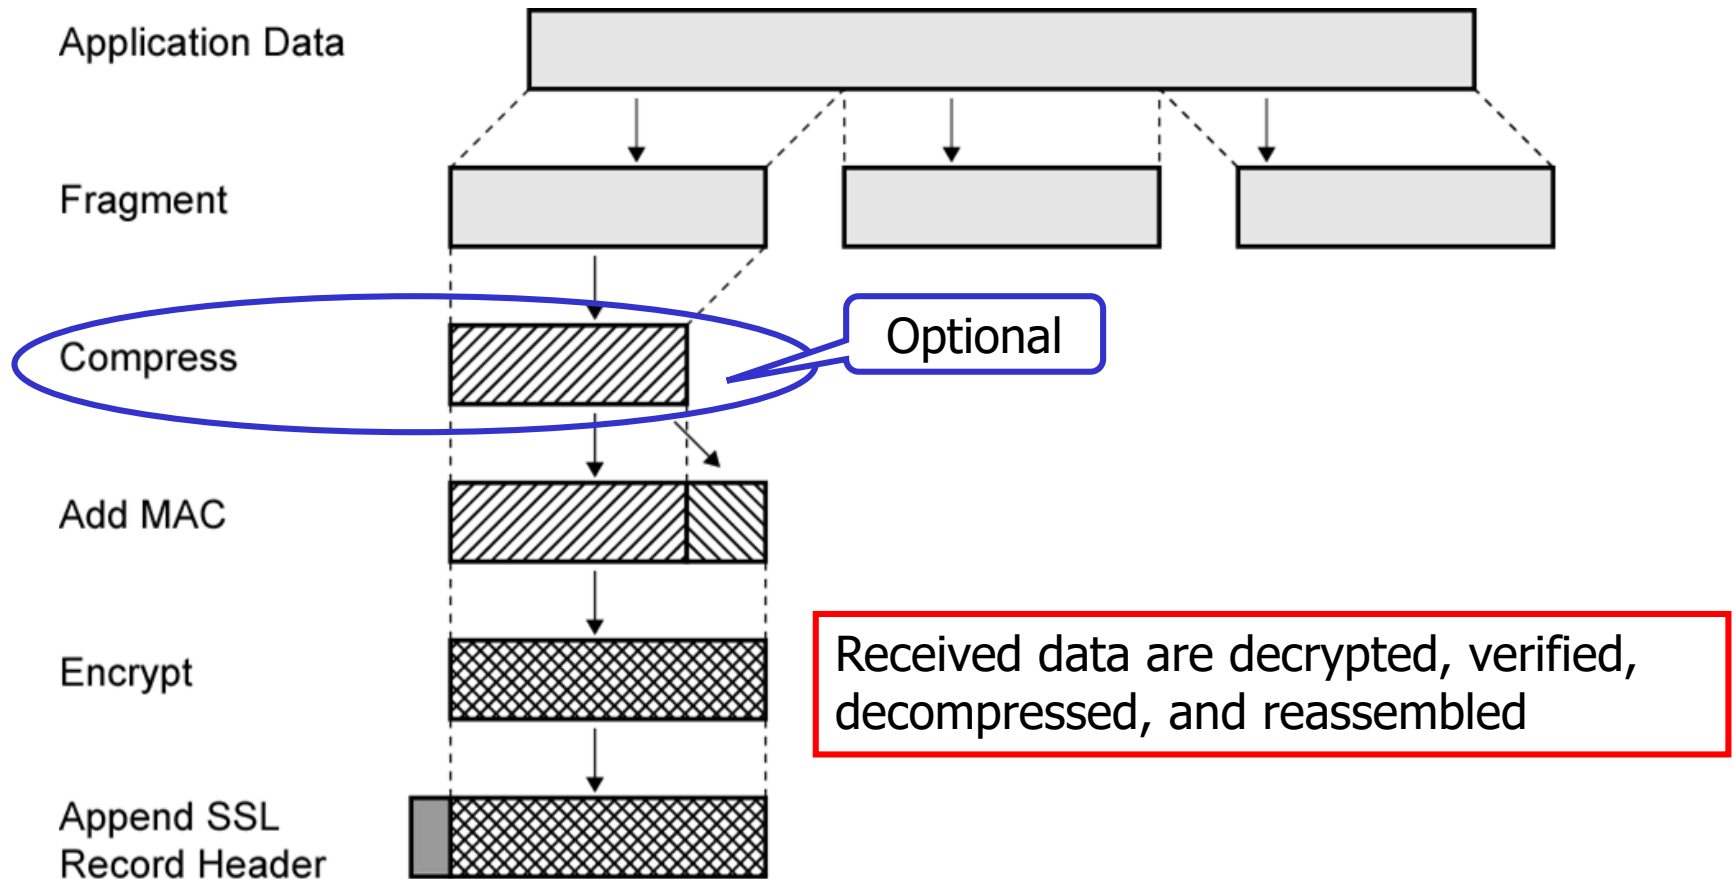 Application Data
Fragment
Compress
Optional
Add MAC
Encrypt
Received data are decrypted, verified,
decompressed, and reassembled
Append SSL
Record Header